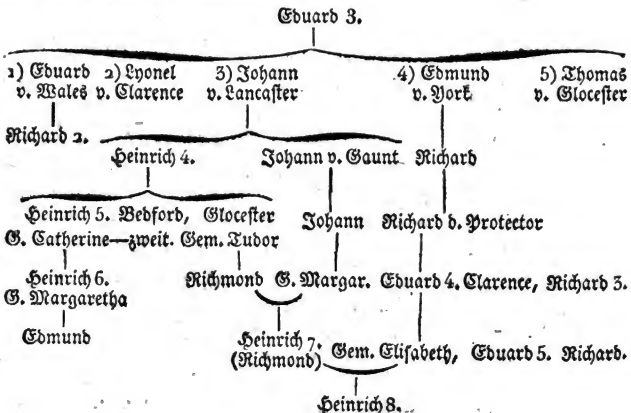 Eduard 3.
1) Eduard 2) Lyonel 3) Johann 4) Edmund 5) Thomas
v. Wales v. Clarence v. Lancaster v. York v. Glocester
Richard 2.
Heinrich 4. Johann v. Gaunt Richard
Heinrich 5. Bedford, Glocester Johann Richard d. Protector
G. Catherine—zweit. Gem. Tudor
Heinrich 6. Richmond G. Margar. Eduard 4. Clarence, Richard 3.
G. Margaretha
Edmund Heinrich 7. Gem. Elisabeth, Eduard 5. Richard.
(Richmond)
Heinrich 8.